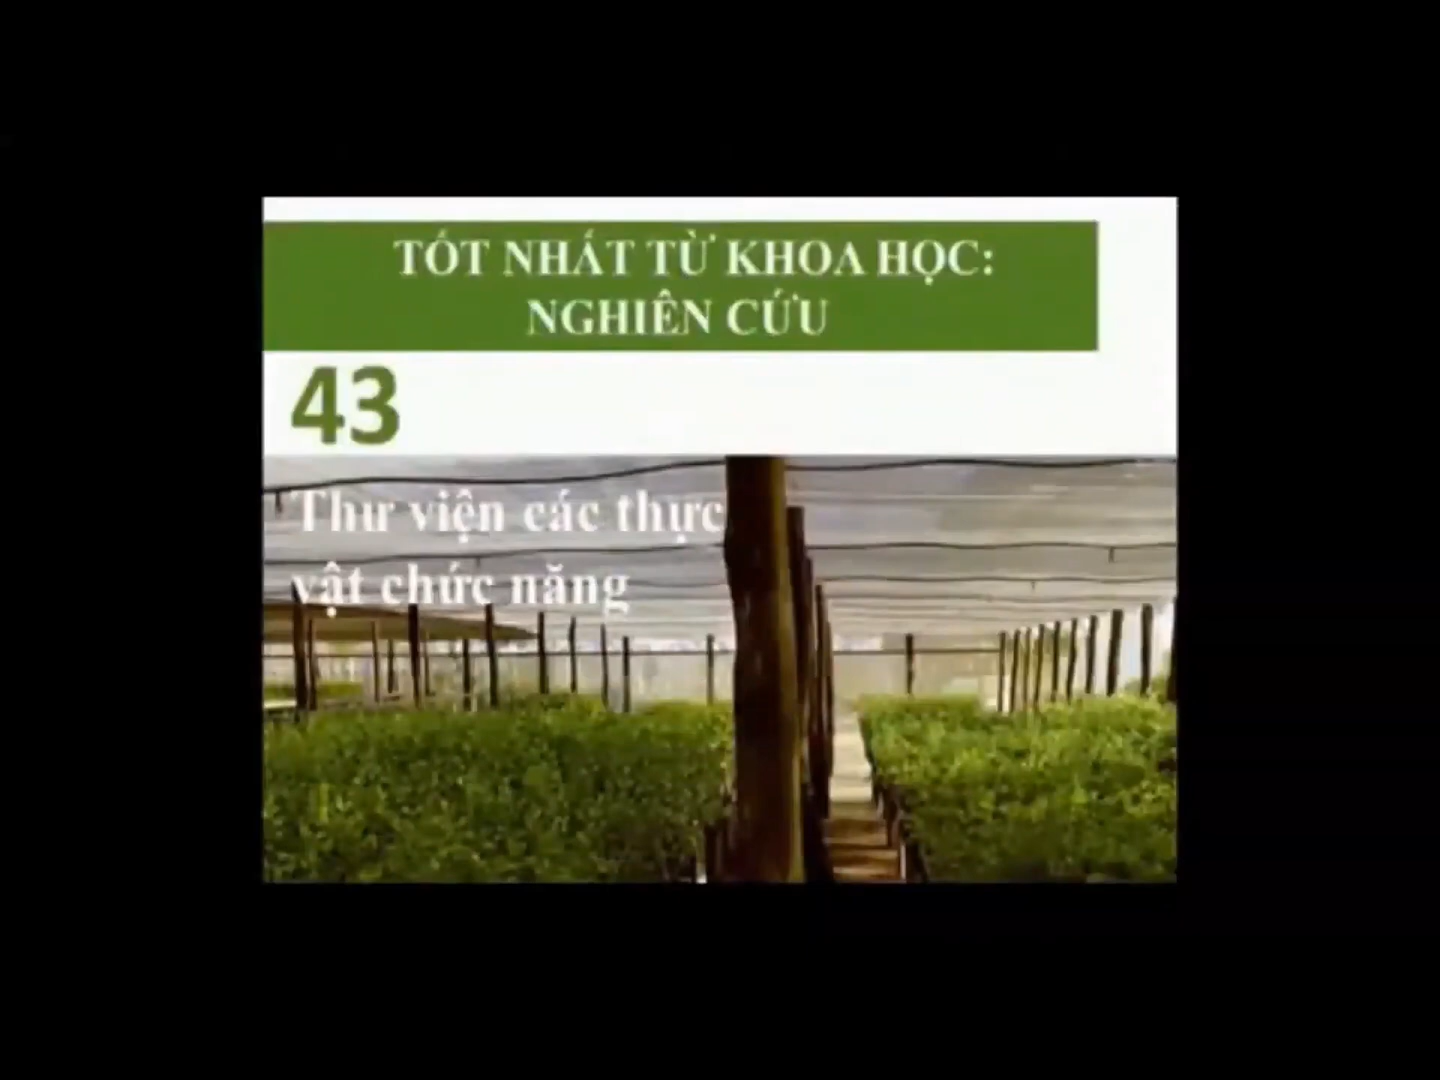 TỐT NHẤT TỪ KHOA HỌC:
NGHIÊN CỨU
43
Thư viện các thực
vật chức năng